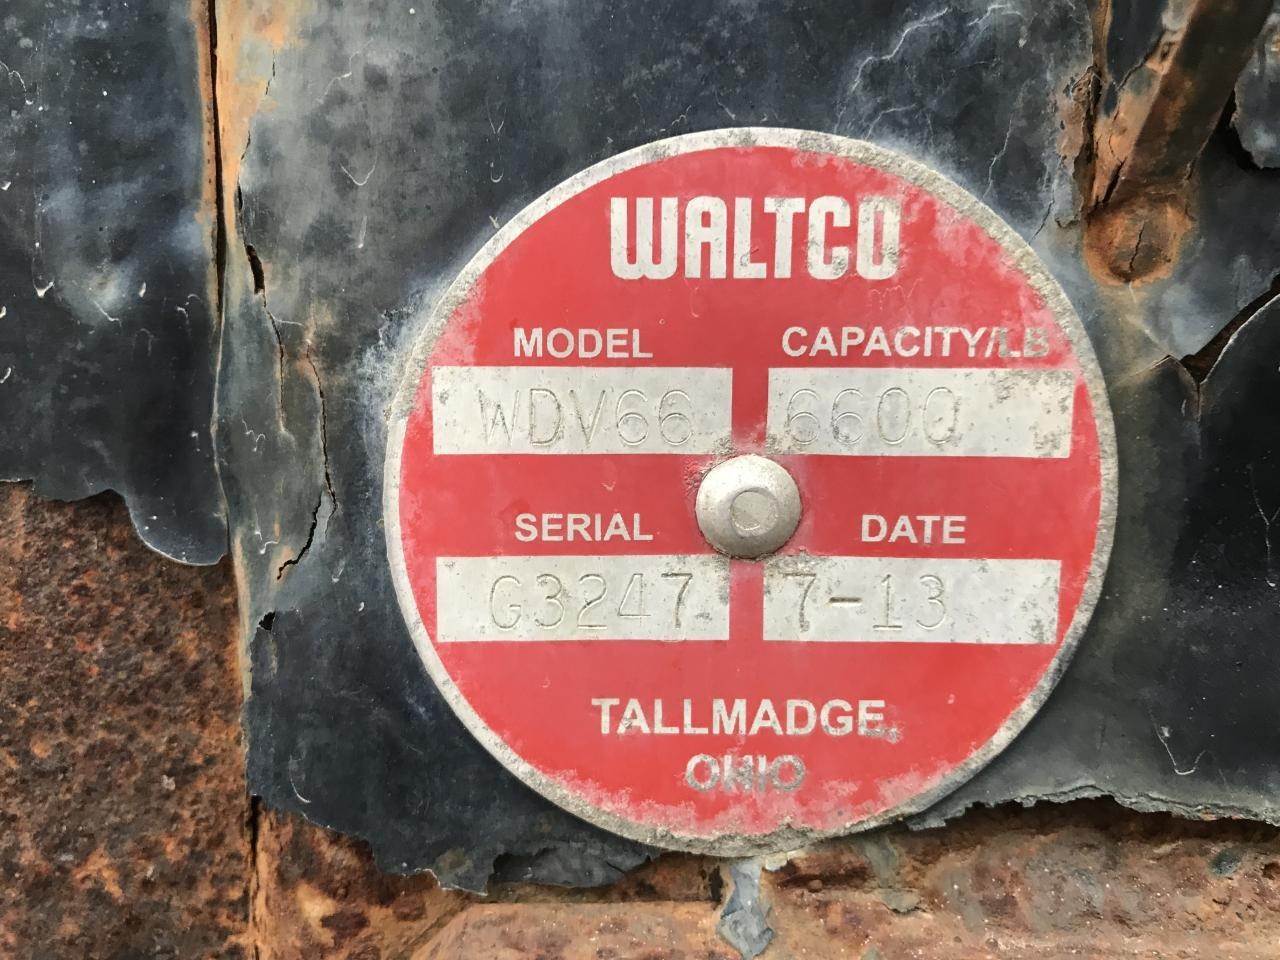 WALTCO
MODEL CAPACITY/LB
WDV66 6600
SERIAL DATE
G3247 7-13
TALLMADGE,
OHIO